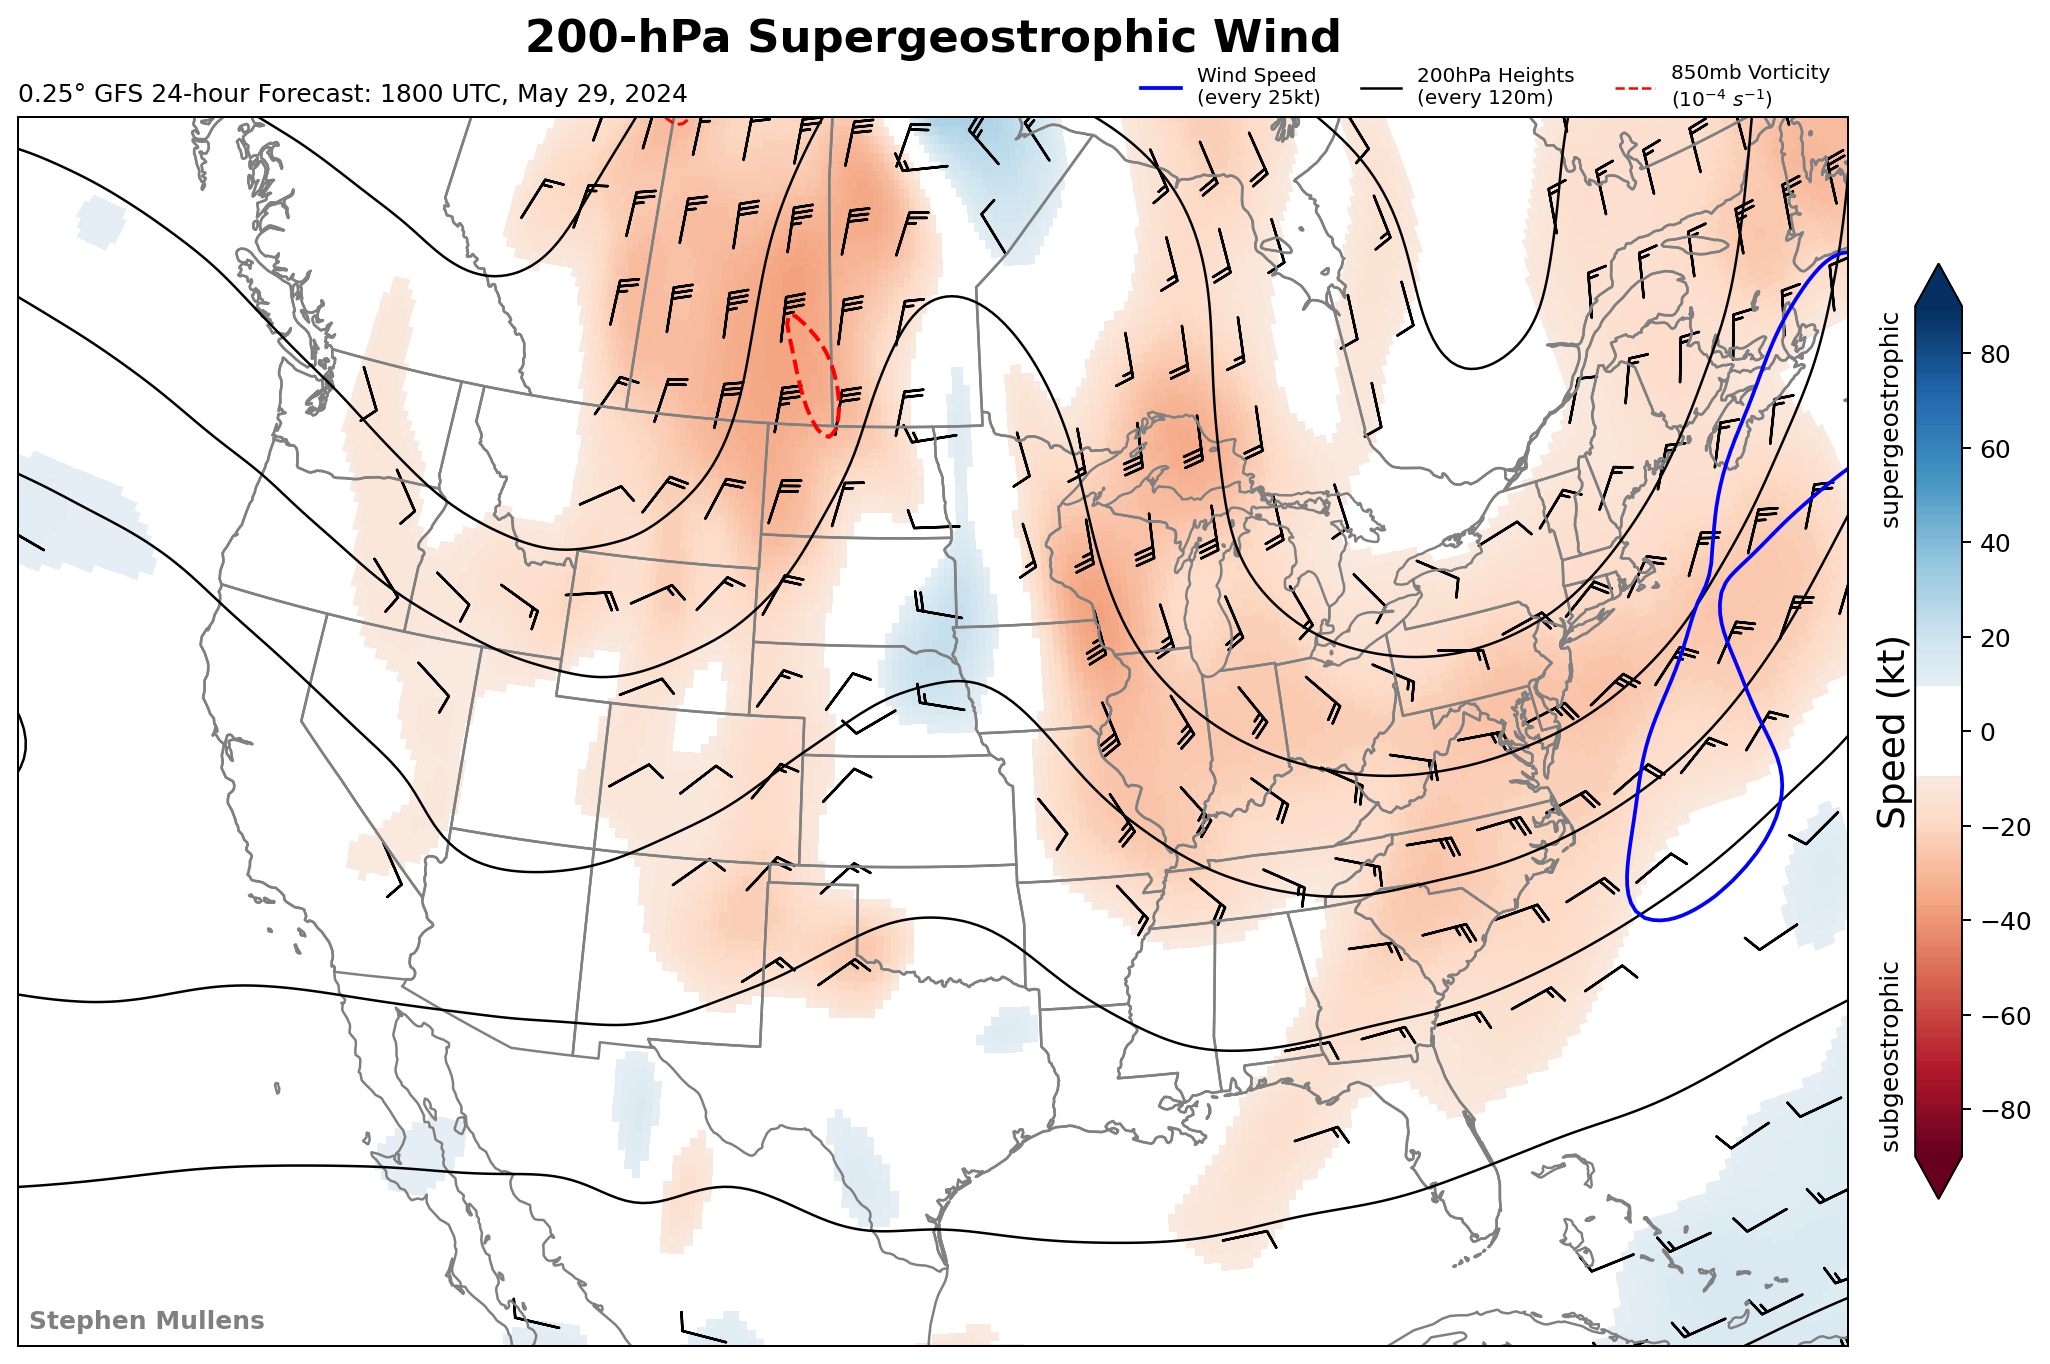 200-hPa Supergeostrophic Wind
0.25° GFS 24-hour Forecast: 1800 UTC, May 29, 2024
Wind Speed
(every 25kt)
200hPa Heights
(every 120m)
850mb Vorticity
(10⁻⁴ s⁻¹)
supergeostrophic
Speed (kt)
subgeostrophic
80
60
40
20
0
−20
−40
−60
−80
Stephen Mullens